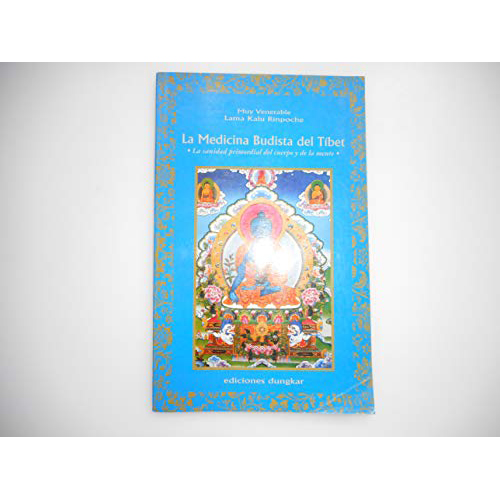 Muy Venerable
Lama Kalu Rinpoche
La Medicina Budista del Tíbet
• La sanidad primordial del cuerpo y de la mente •
ediciones dungkar